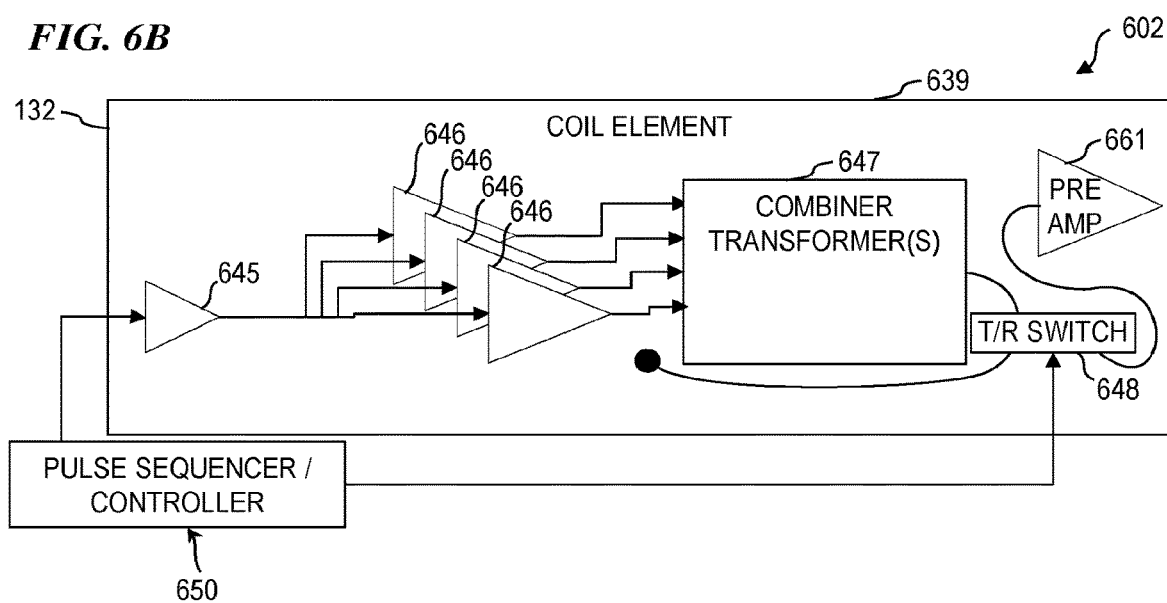 FIG. 6B
602
132
639
COIL ELEMENT
646
646
646
646
647
661
COMBINER
TRANSFORMER(S)
PRE
AMP
645
T/R SWITCH
648
PULSE SEQUENCER /
CONTROLLER
650